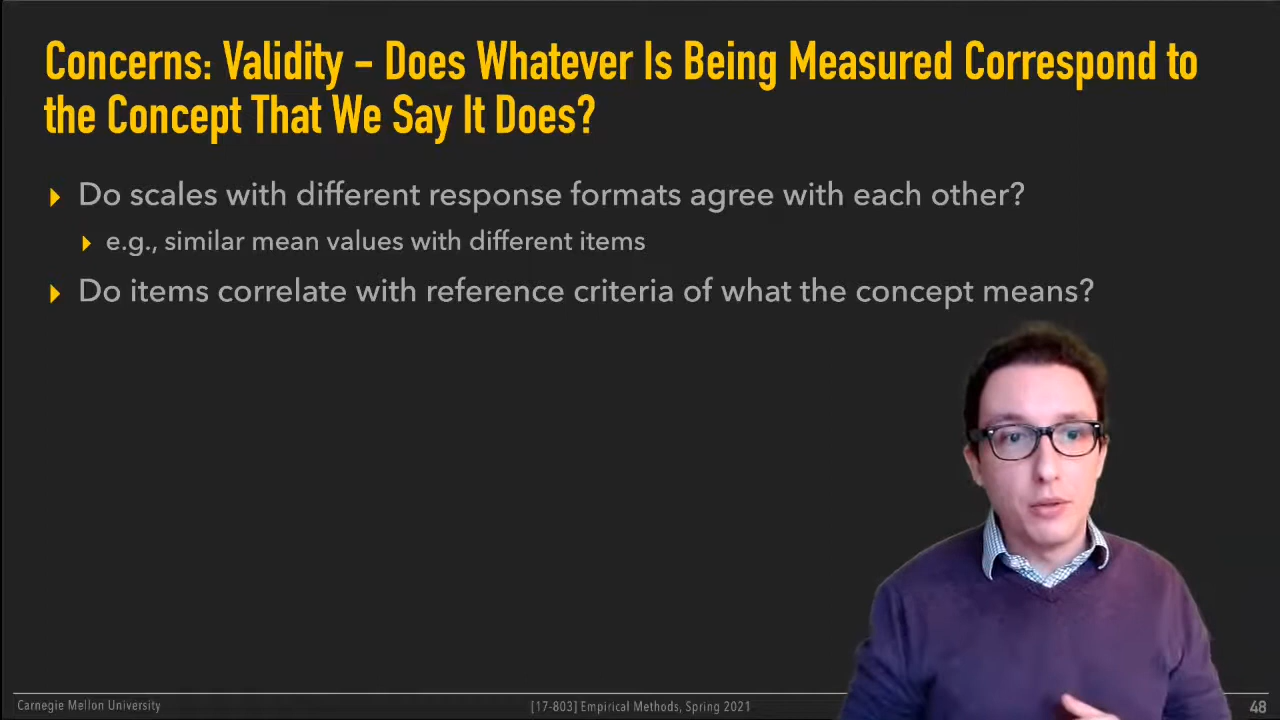 Concerns: Validity – Does Whatever Is Being Measured Correspond to
the Concept That We Say It Does?
Do scales with different response formats agree with each other?
e.g., similar mean values with different items
Do items correlate with reference criteria of what the concept means?
Carnegie Mellon University
[17-803] Empirical Methods, Spring 2021
48